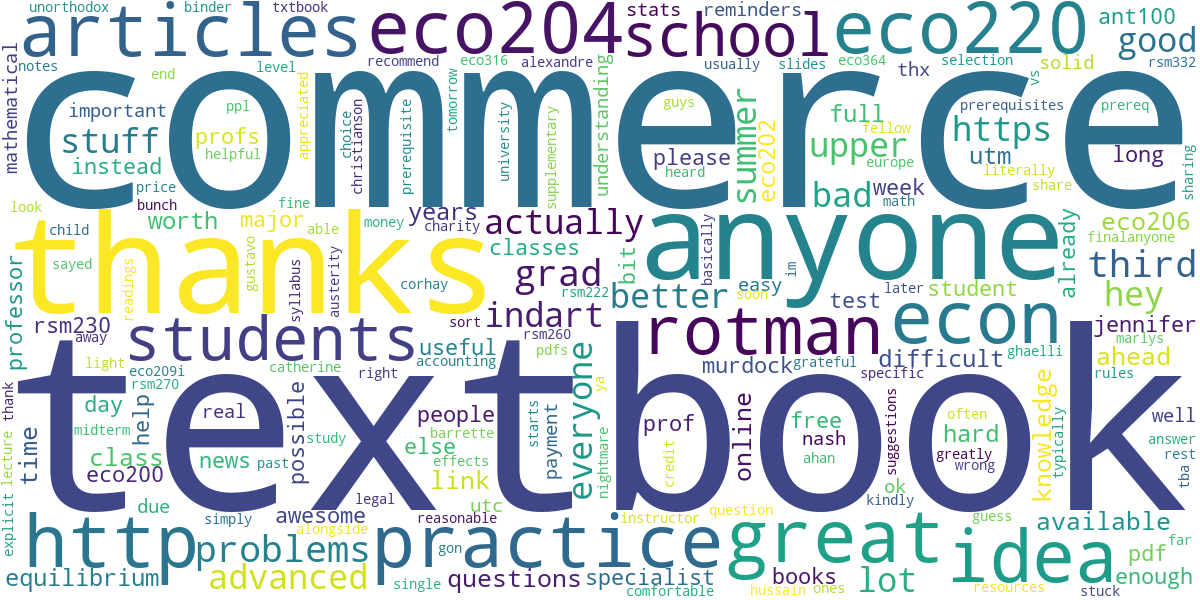 unorthodox binder txtbook stats reminders
articles eco204 school eco220 ant100 good
notes end level recommend eco316 alexandre usually slides eco364 selection vs solid rsm332
mathematical commerce
important ppl appreciated choice christianson prerequisite tomorrow university supplementary understanding guys thx full fellow prerequisites prereq
stuff profs helpful please summer eco202 upper europe https utm literally long sharing
instead heard bad week math share
price bunch
look fine years actually
worth major able money charity
thanks anyone eco206
child classes basically already finalanyone
sayed gustavo grad bit im third
professor readings syllabus austerity corhay rsm222 easy soon later student hey
better test
rsm230 students sort indart rotman econ jennifer
away rsm260 marlys
useful pdfs murdock grateful difficult ghaelli ahead
light catherine accounting right specific rules
textbook
thank eco209i rsm270 everyone ya knowledge
day help real possible people starts prof credit online free often well
midterm barrette nash suggestions hard greatly answer
time class study else payment ahan wrong typically rest
eco200 news past effects link nightmare ok tba
lecture explicit due legal utc kindly
simply awesome reasonable instructor question guess available
http alongside practice great idea far
problems gon pdf
equilibrium advanced single questions specialist books lot enough
comfortable hussain ones resources stuck